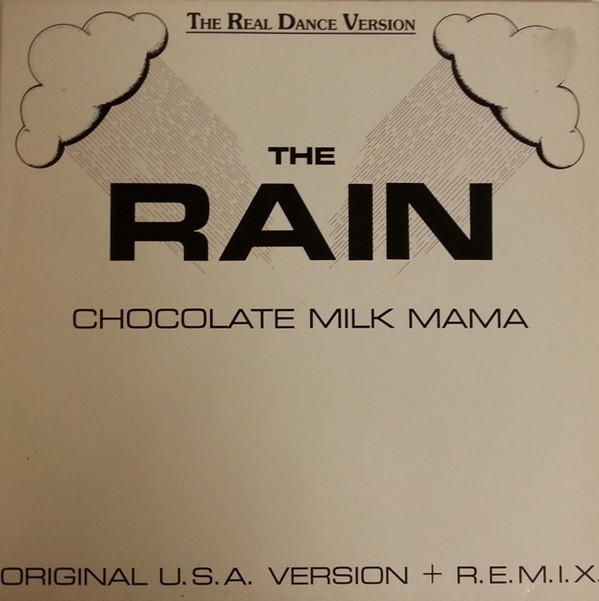 The Real Dance Version
THE
RAIN
CHOCOLATE MILK MAMA
ORIGINAL U.S.A. VERSION + R.E.M.I.X.